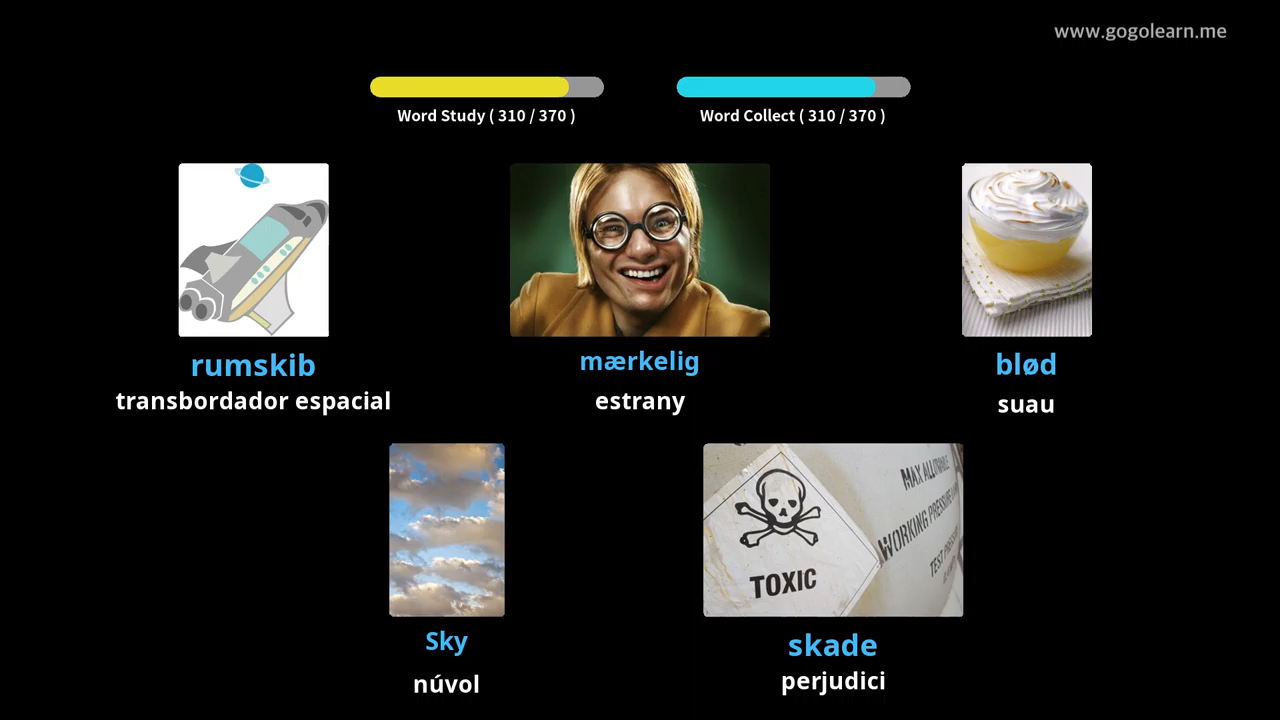 www.gogolearn.me
Word Study ( 310 / 370 )
Word Collect ( 310 / 370 )
rumskib
transbordador espacial
mærkelig
estrany
blød
suau
TOXIC
MAX ALLOWABLE
WORKING PRESSURE
TEST
Sky
núvol
skade
perjudici